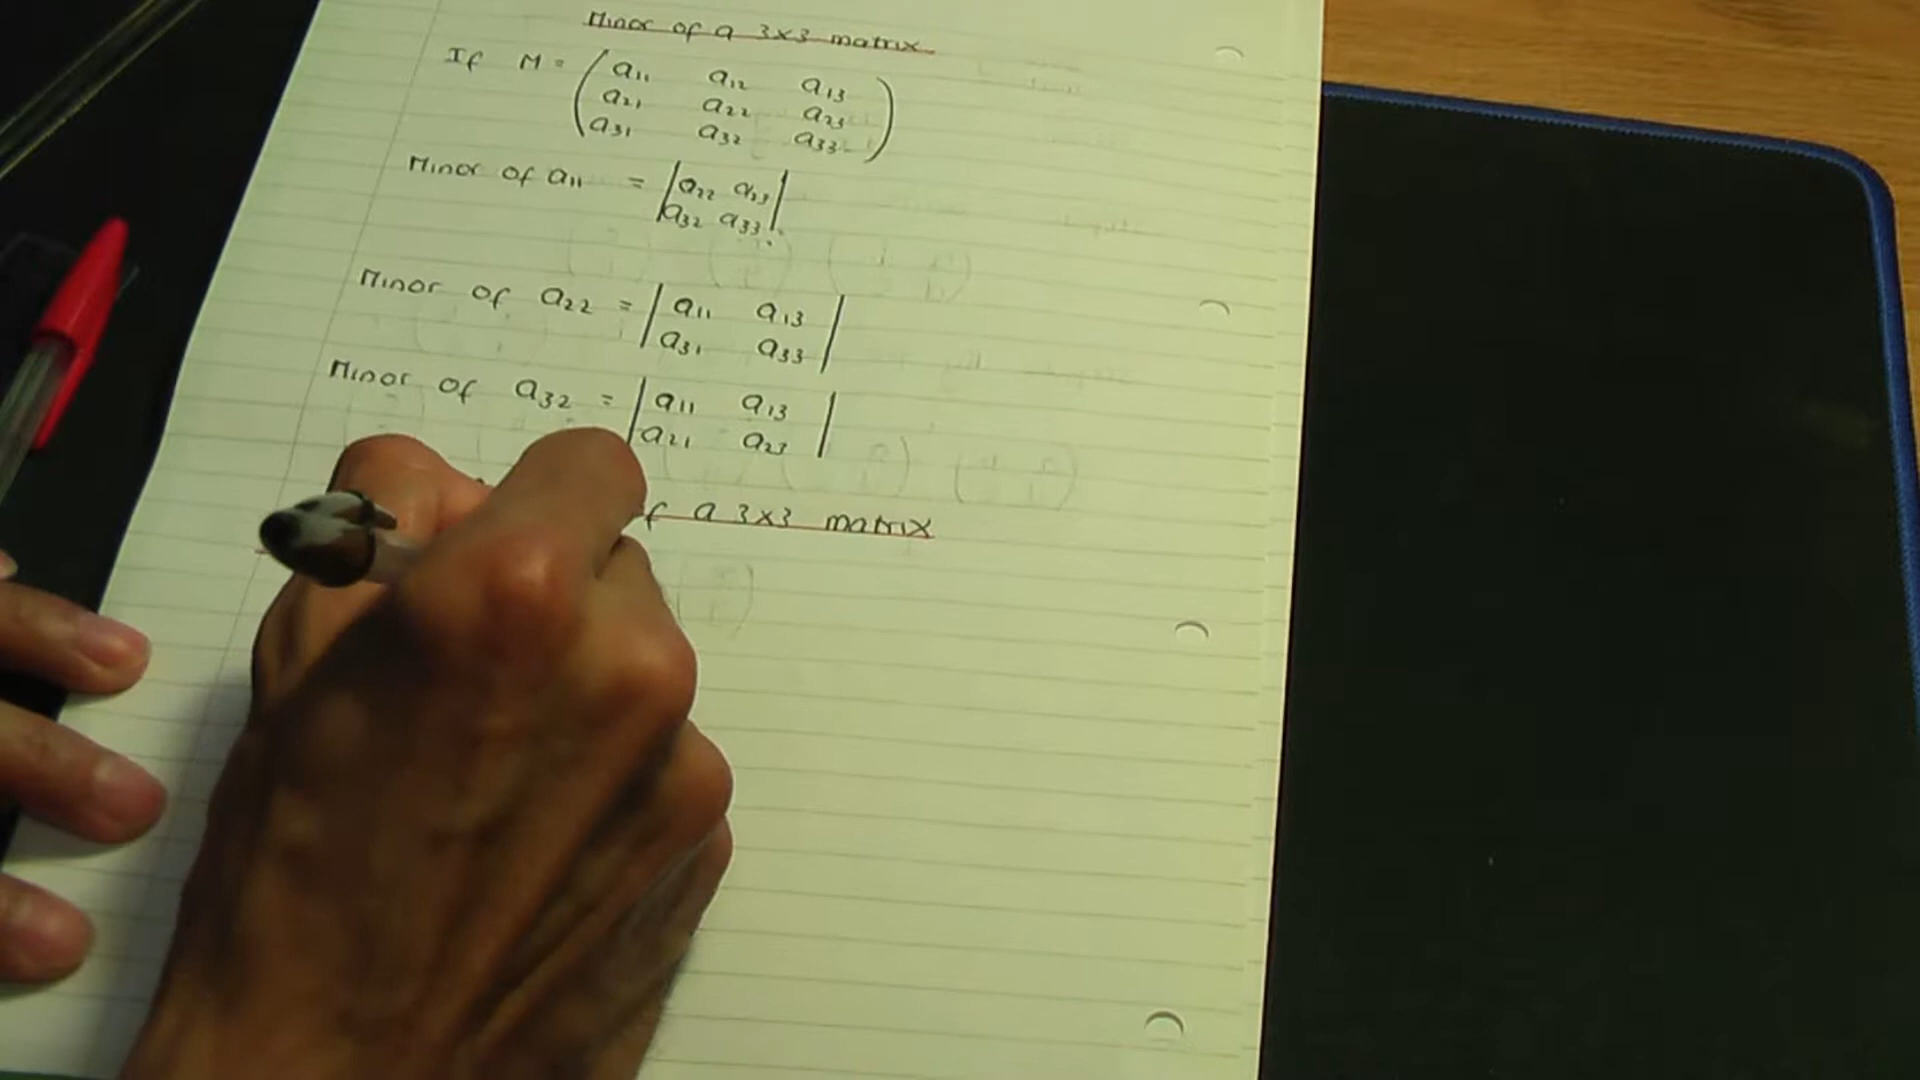 Minor of a 3x3 matrix
If M = ( a11 a12 a13
a21 a22 a23
a31 a32 a33 )
Minor of a11 = | a22 a23
a32 a33 |
Minor of a22 = | a11 a13
a31 a33 |
Minor of a32 = | a11 a13
a21 a23 |
a 3x3 matrix